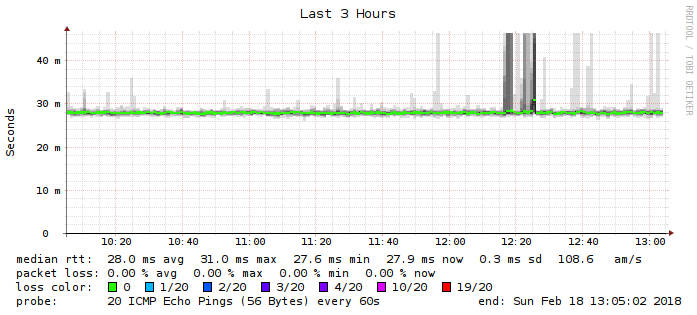 Last 3 Hours
RRDTOOL / TOBI OETIKER
Seconds
40 m
30 m
20 m
10 m
0
10:20 10:40 11:00 11:20 11:40 12:00 12:20 12:40 13:00
median rtt: 28.0 ms avg 31.0 ms max 27.6 ms min 27.9 ms now 0.3 ms sd 108.6 am/s
packet loss: 0.00 % avg 0.00 % max 0.00 % min 0.00 % now
loss color: 0 1/20 2/20 3/20 4/20 10/20 19/20
probe: 20 ICMP Echo Pings (56 Bytes) every 60s end: Sun Feb 18 13:05:02 2018